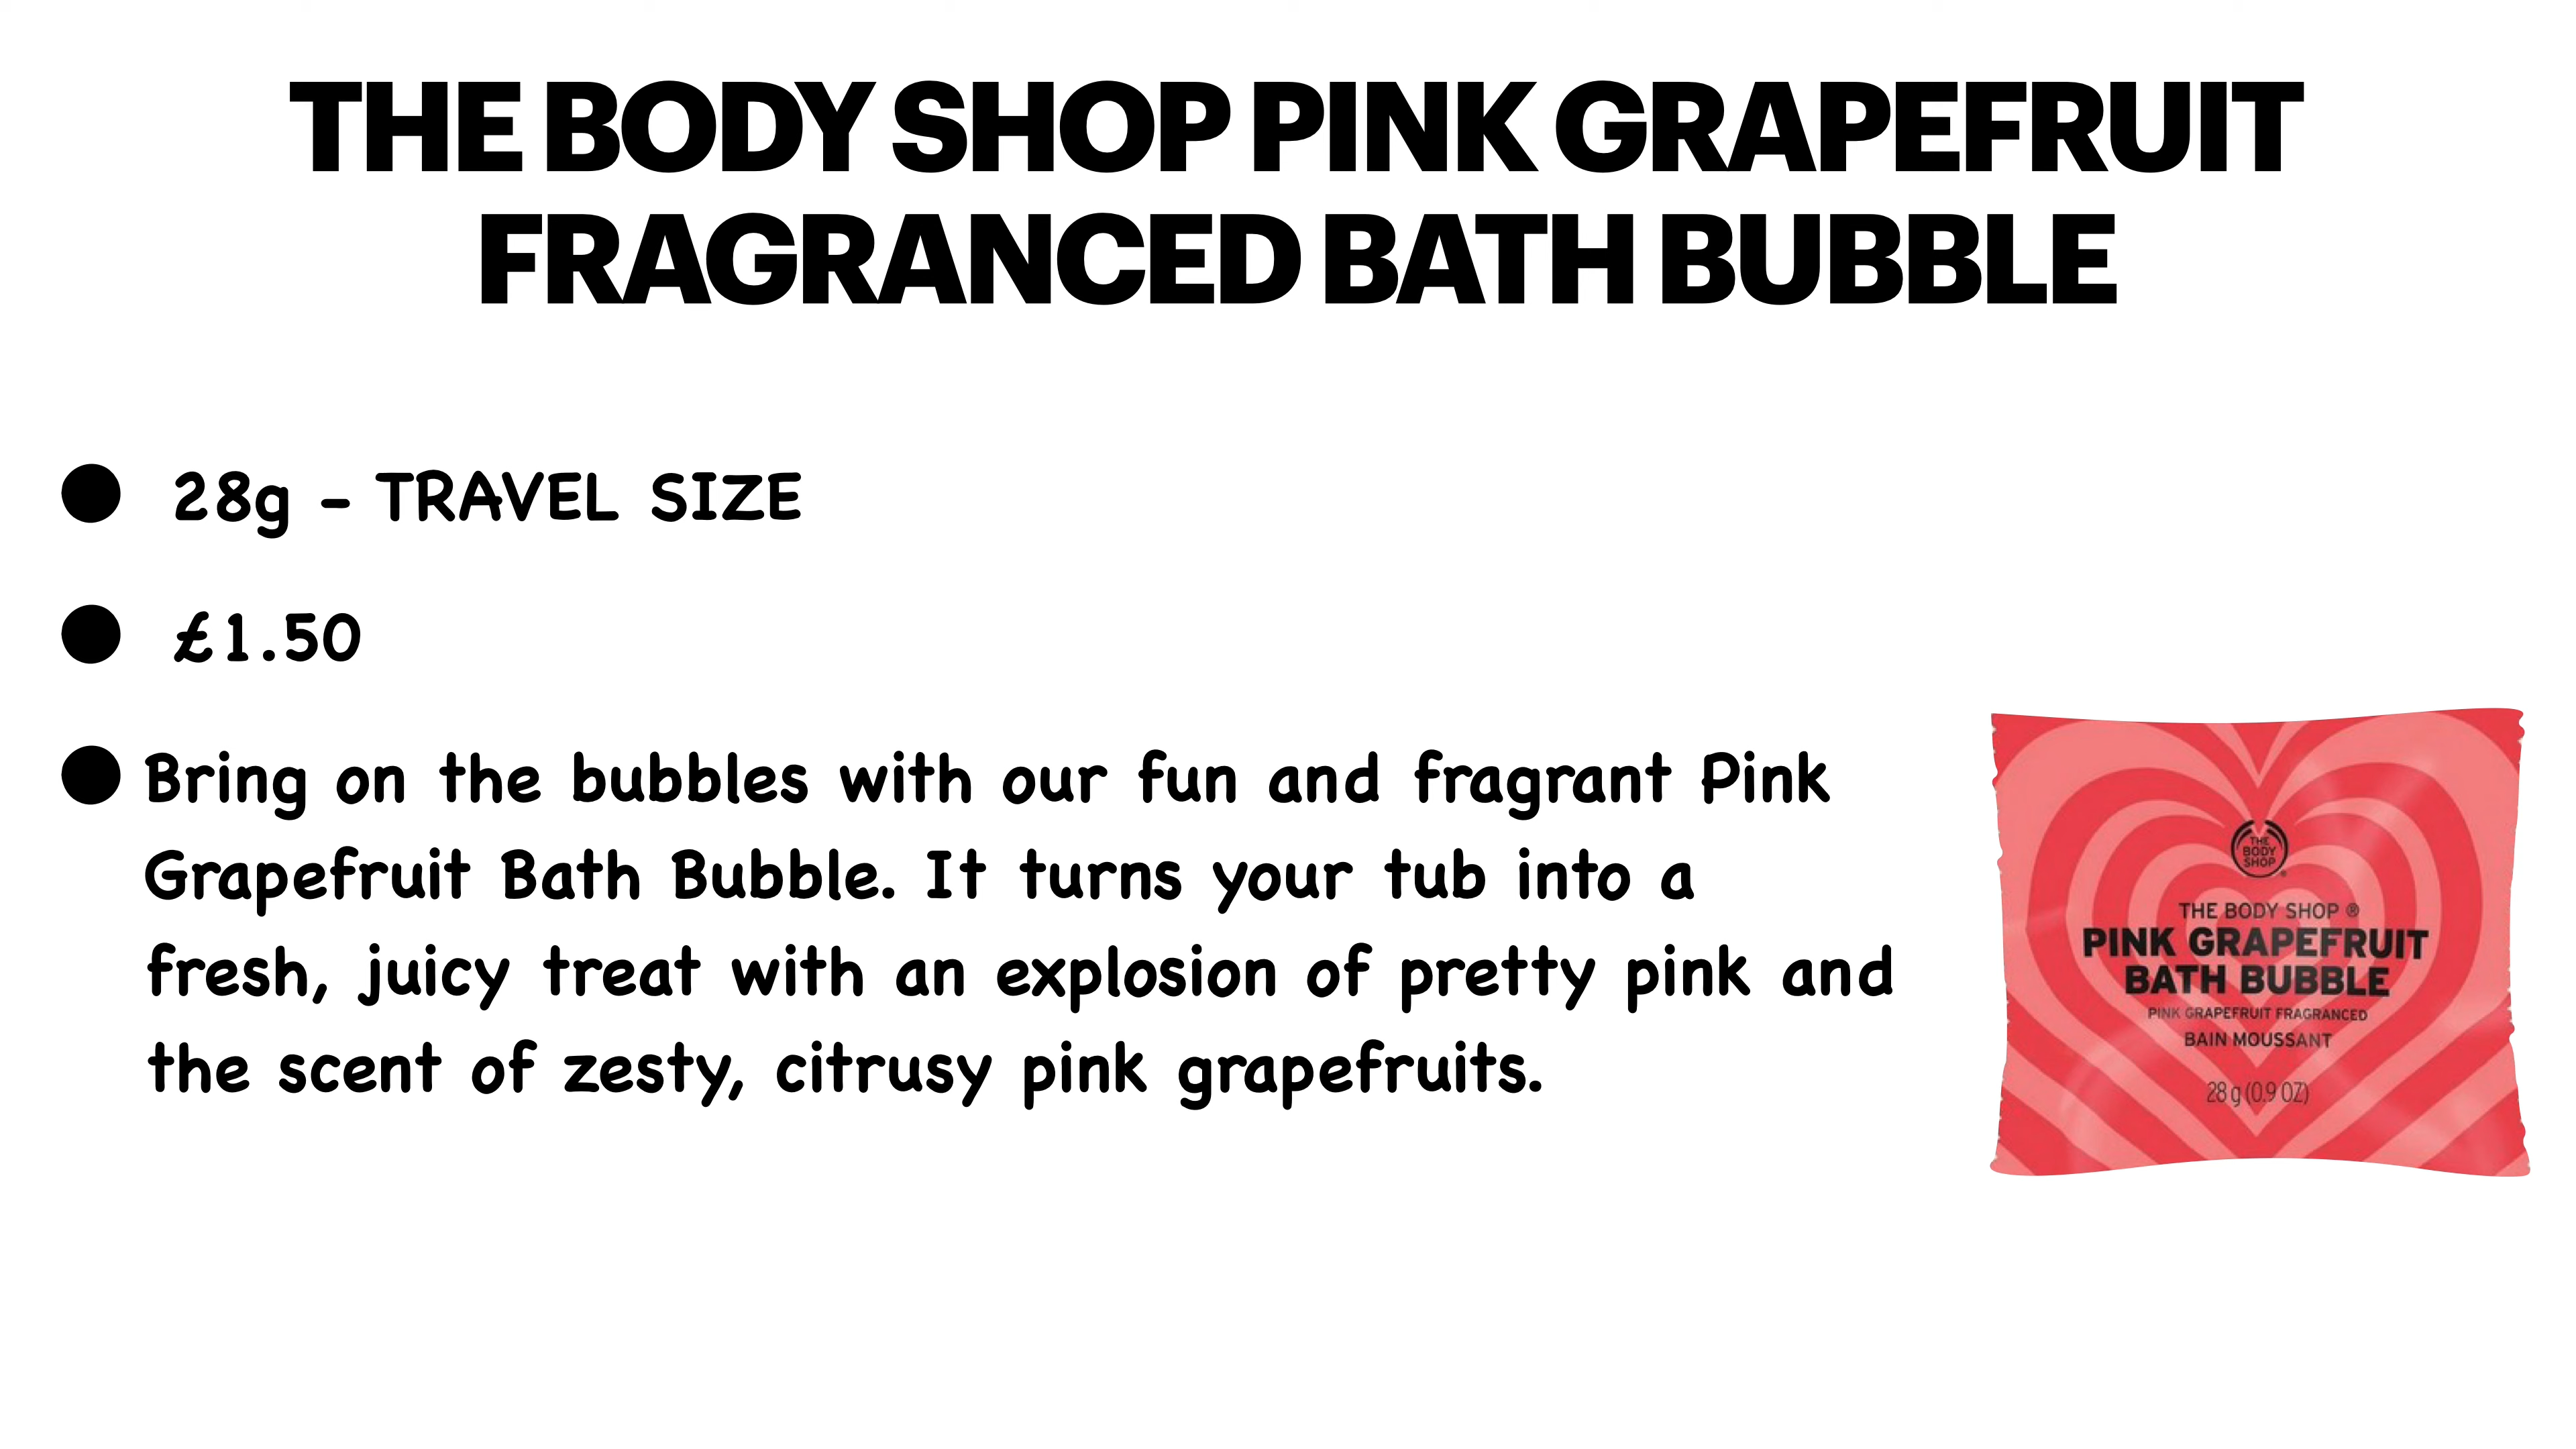 THE BODY SHOP PINK GRAPEFRUIT
FRAGRANCED BATH BUBBLE
28g - TRAVEL SIZE
£1.50
Bring on the bubbles with our fun and fragrant Pink
Grapefruit Bath Bubble. It turns your tub into a
fresh, juicy treat with an explosion of pretty pink and
the scent of zesty, citrusy pink grapefruits.
THE
BODY
SHOP
®
THE BODY SHOP ®
PINK GRAPEFRUIT
BATH BUBBLE
PINK GRAPEFRUIT FRAGRANCED
BAIN MOUSSANT
28 g (0.9 OZ)